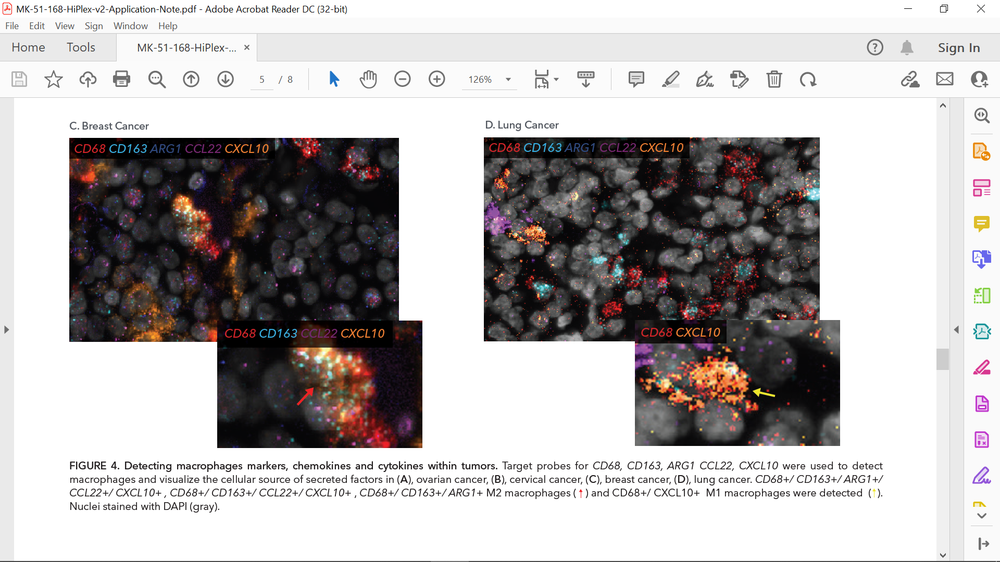 MK-51-168-HiPlex-v2-Application-Note.pdf - Adobe Acrobat Reader DC (32-bit)
File Edit View Sign Window Help
Home Tools MK-51-168-HiPlex-... × Sign In
5 / 8 126%
C. Breast Cancer
CD68 CD163 ARG1 CCL22 CXCL10
CD68 CD163 CCL22 CXCL10
D. Lung Cancer
CD68 CD163 ARG1 CCL22 CXCL10
CD68 CXCL10
FIGURE 4. Detecting macrophages markers, chemokines and cytokines within tumors. Target probes for CD68, CD163, ARG1 CCL22, CXCL10 were used to detect
macrophages and visualize the cellular source of secreted factors in (A), ovarian cancer, (B), cervical cancer, (C), breast cancer, (D), lung cancer. CD68+/ CD163+/ ARG1+/
CCL22+/ CXCL10+ , CD68+/ CD163+/ CCL22+/ CXCL10+ , CD68+/ CD163+/ ARG1+ M2 macrophages (↑) and CD68+/ CXCL10+ M1 macrophages were detected (↑).
Nuclei stained with DAPI (gray).